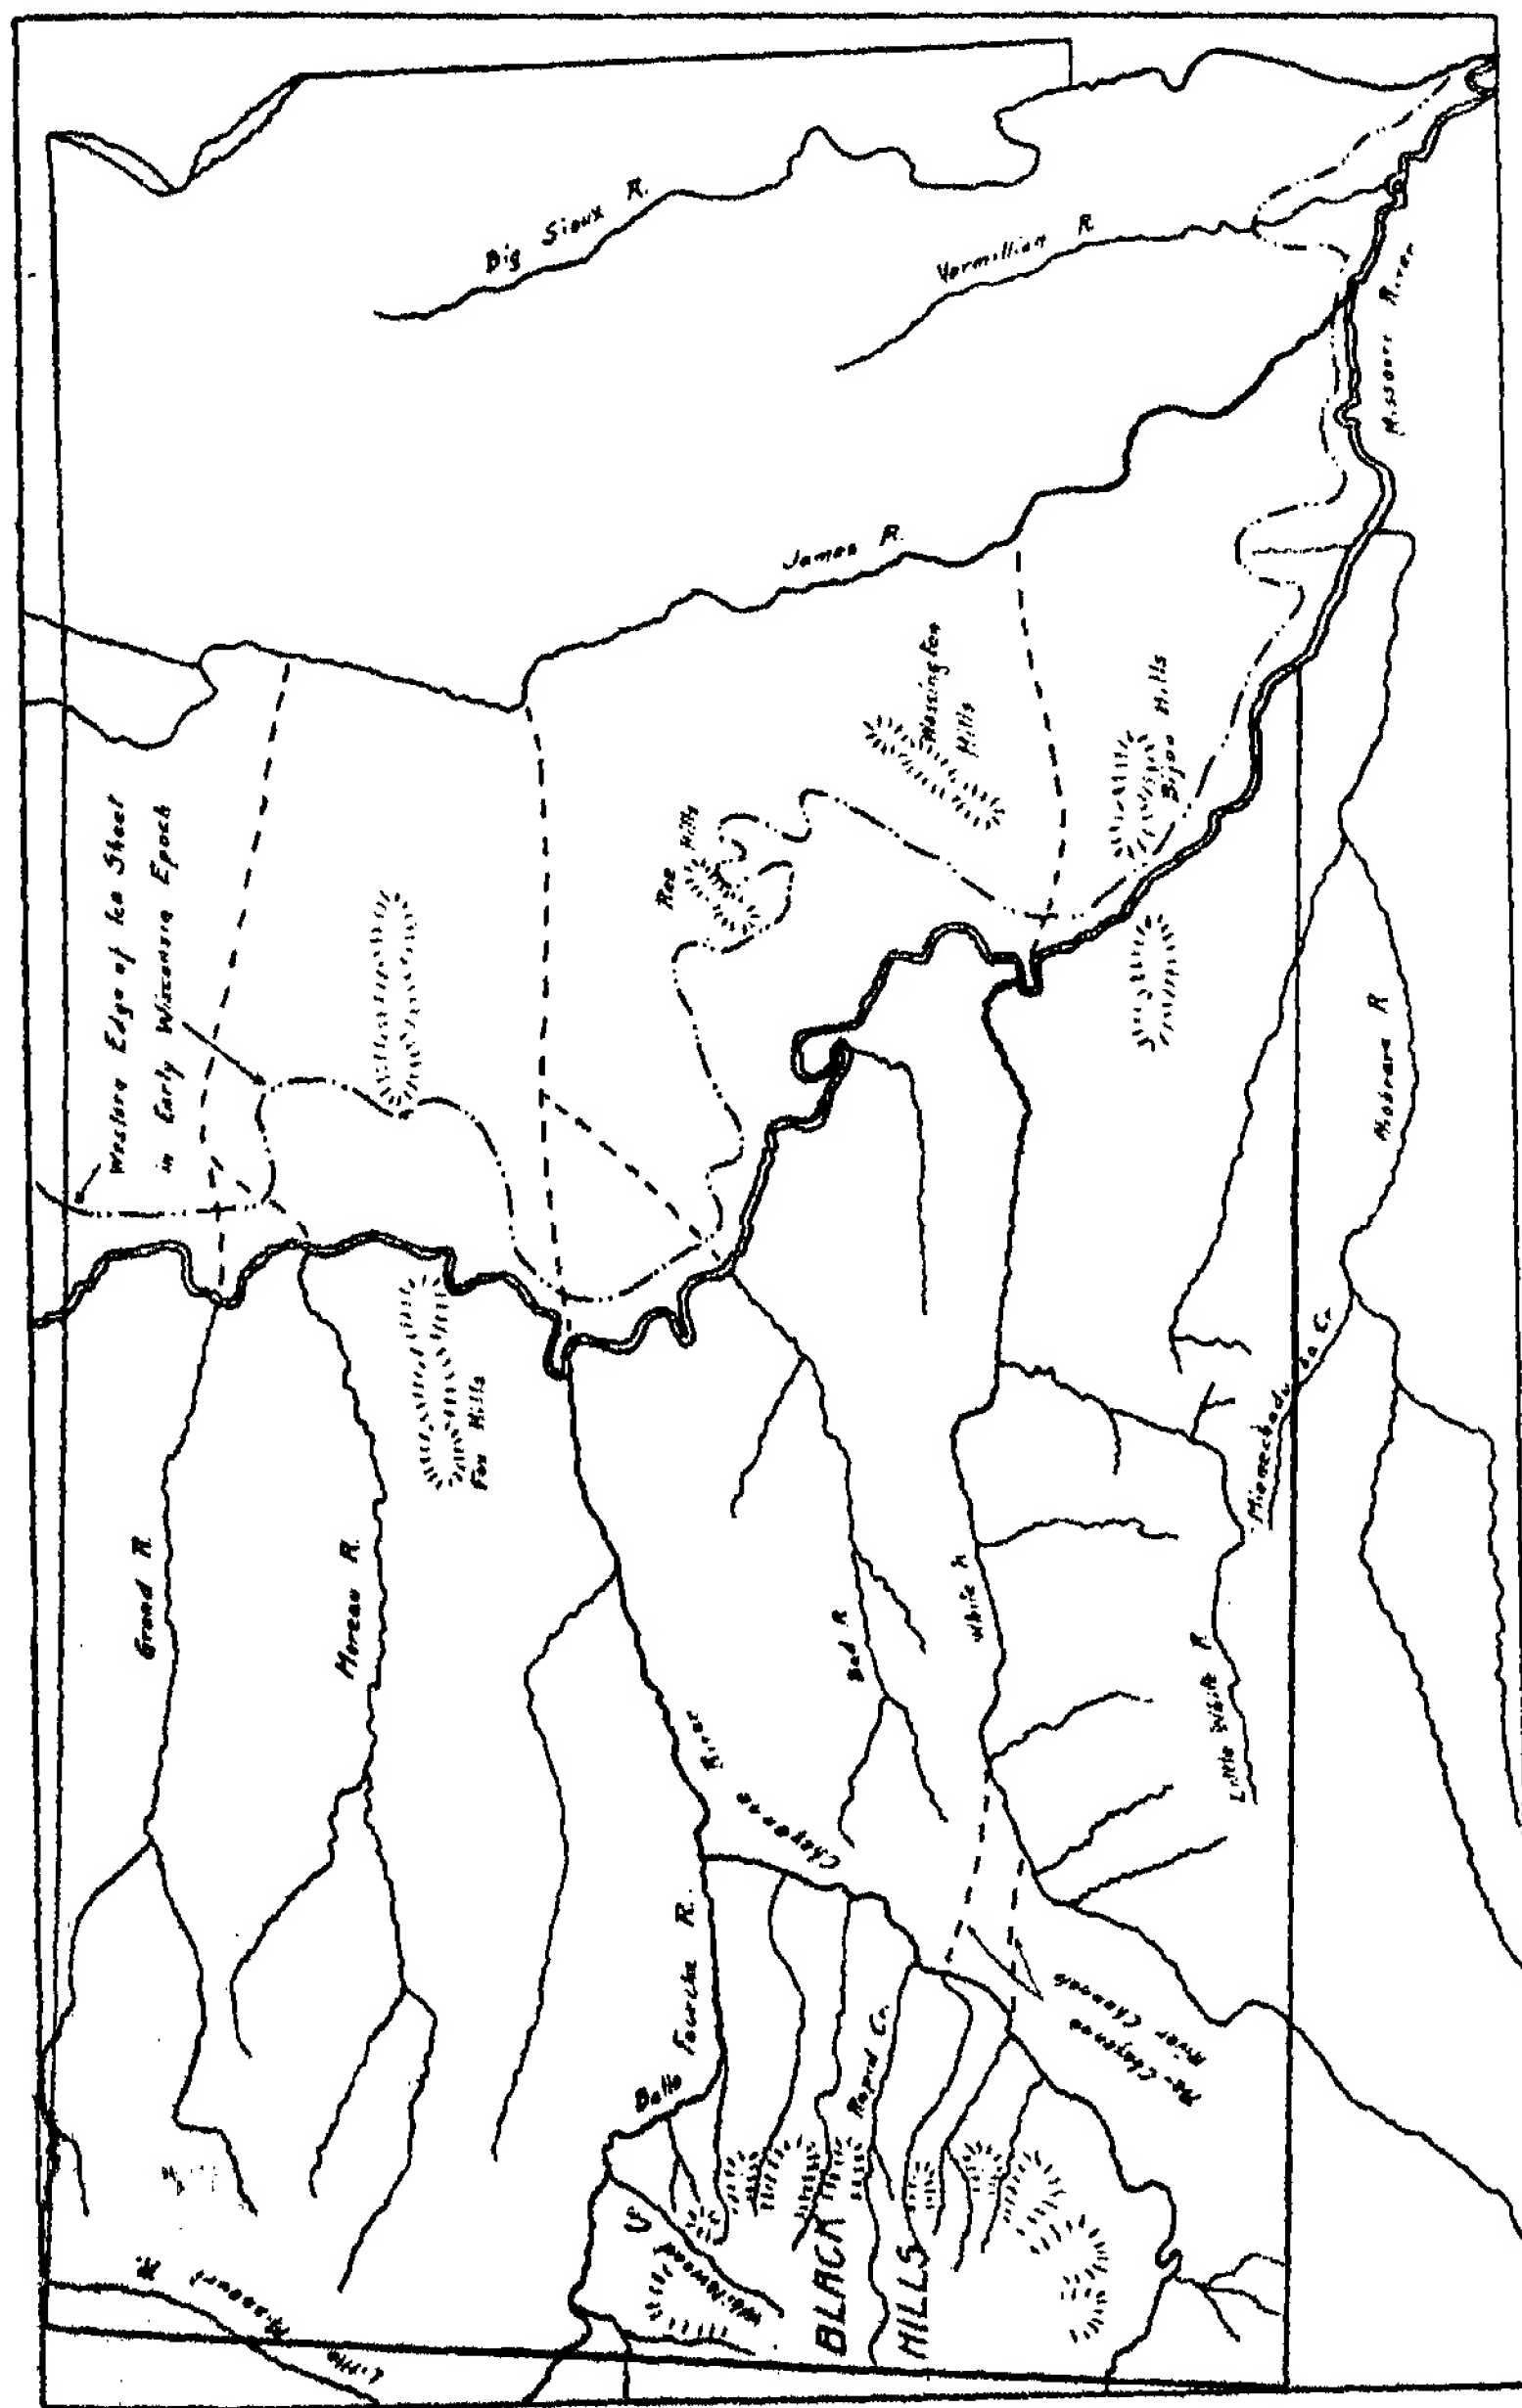 Western Edge of Ice Sheet
in Early Wisconsin Epoch
Big Sioux R.
Vermillion R
James R.
Missouri River
Wessington
Hills
Bijou Hills
Ree Hills
Fox Hills
Grand R.
Moreau R.
Cheyenne River
Bad R
White R
Little White R.
Niobrara R
Belle Fourche R.
Rapid Cr.
Whitewood
BLACK
HILLS
Pre-Cheyenne
River Channels
Little Missouri R